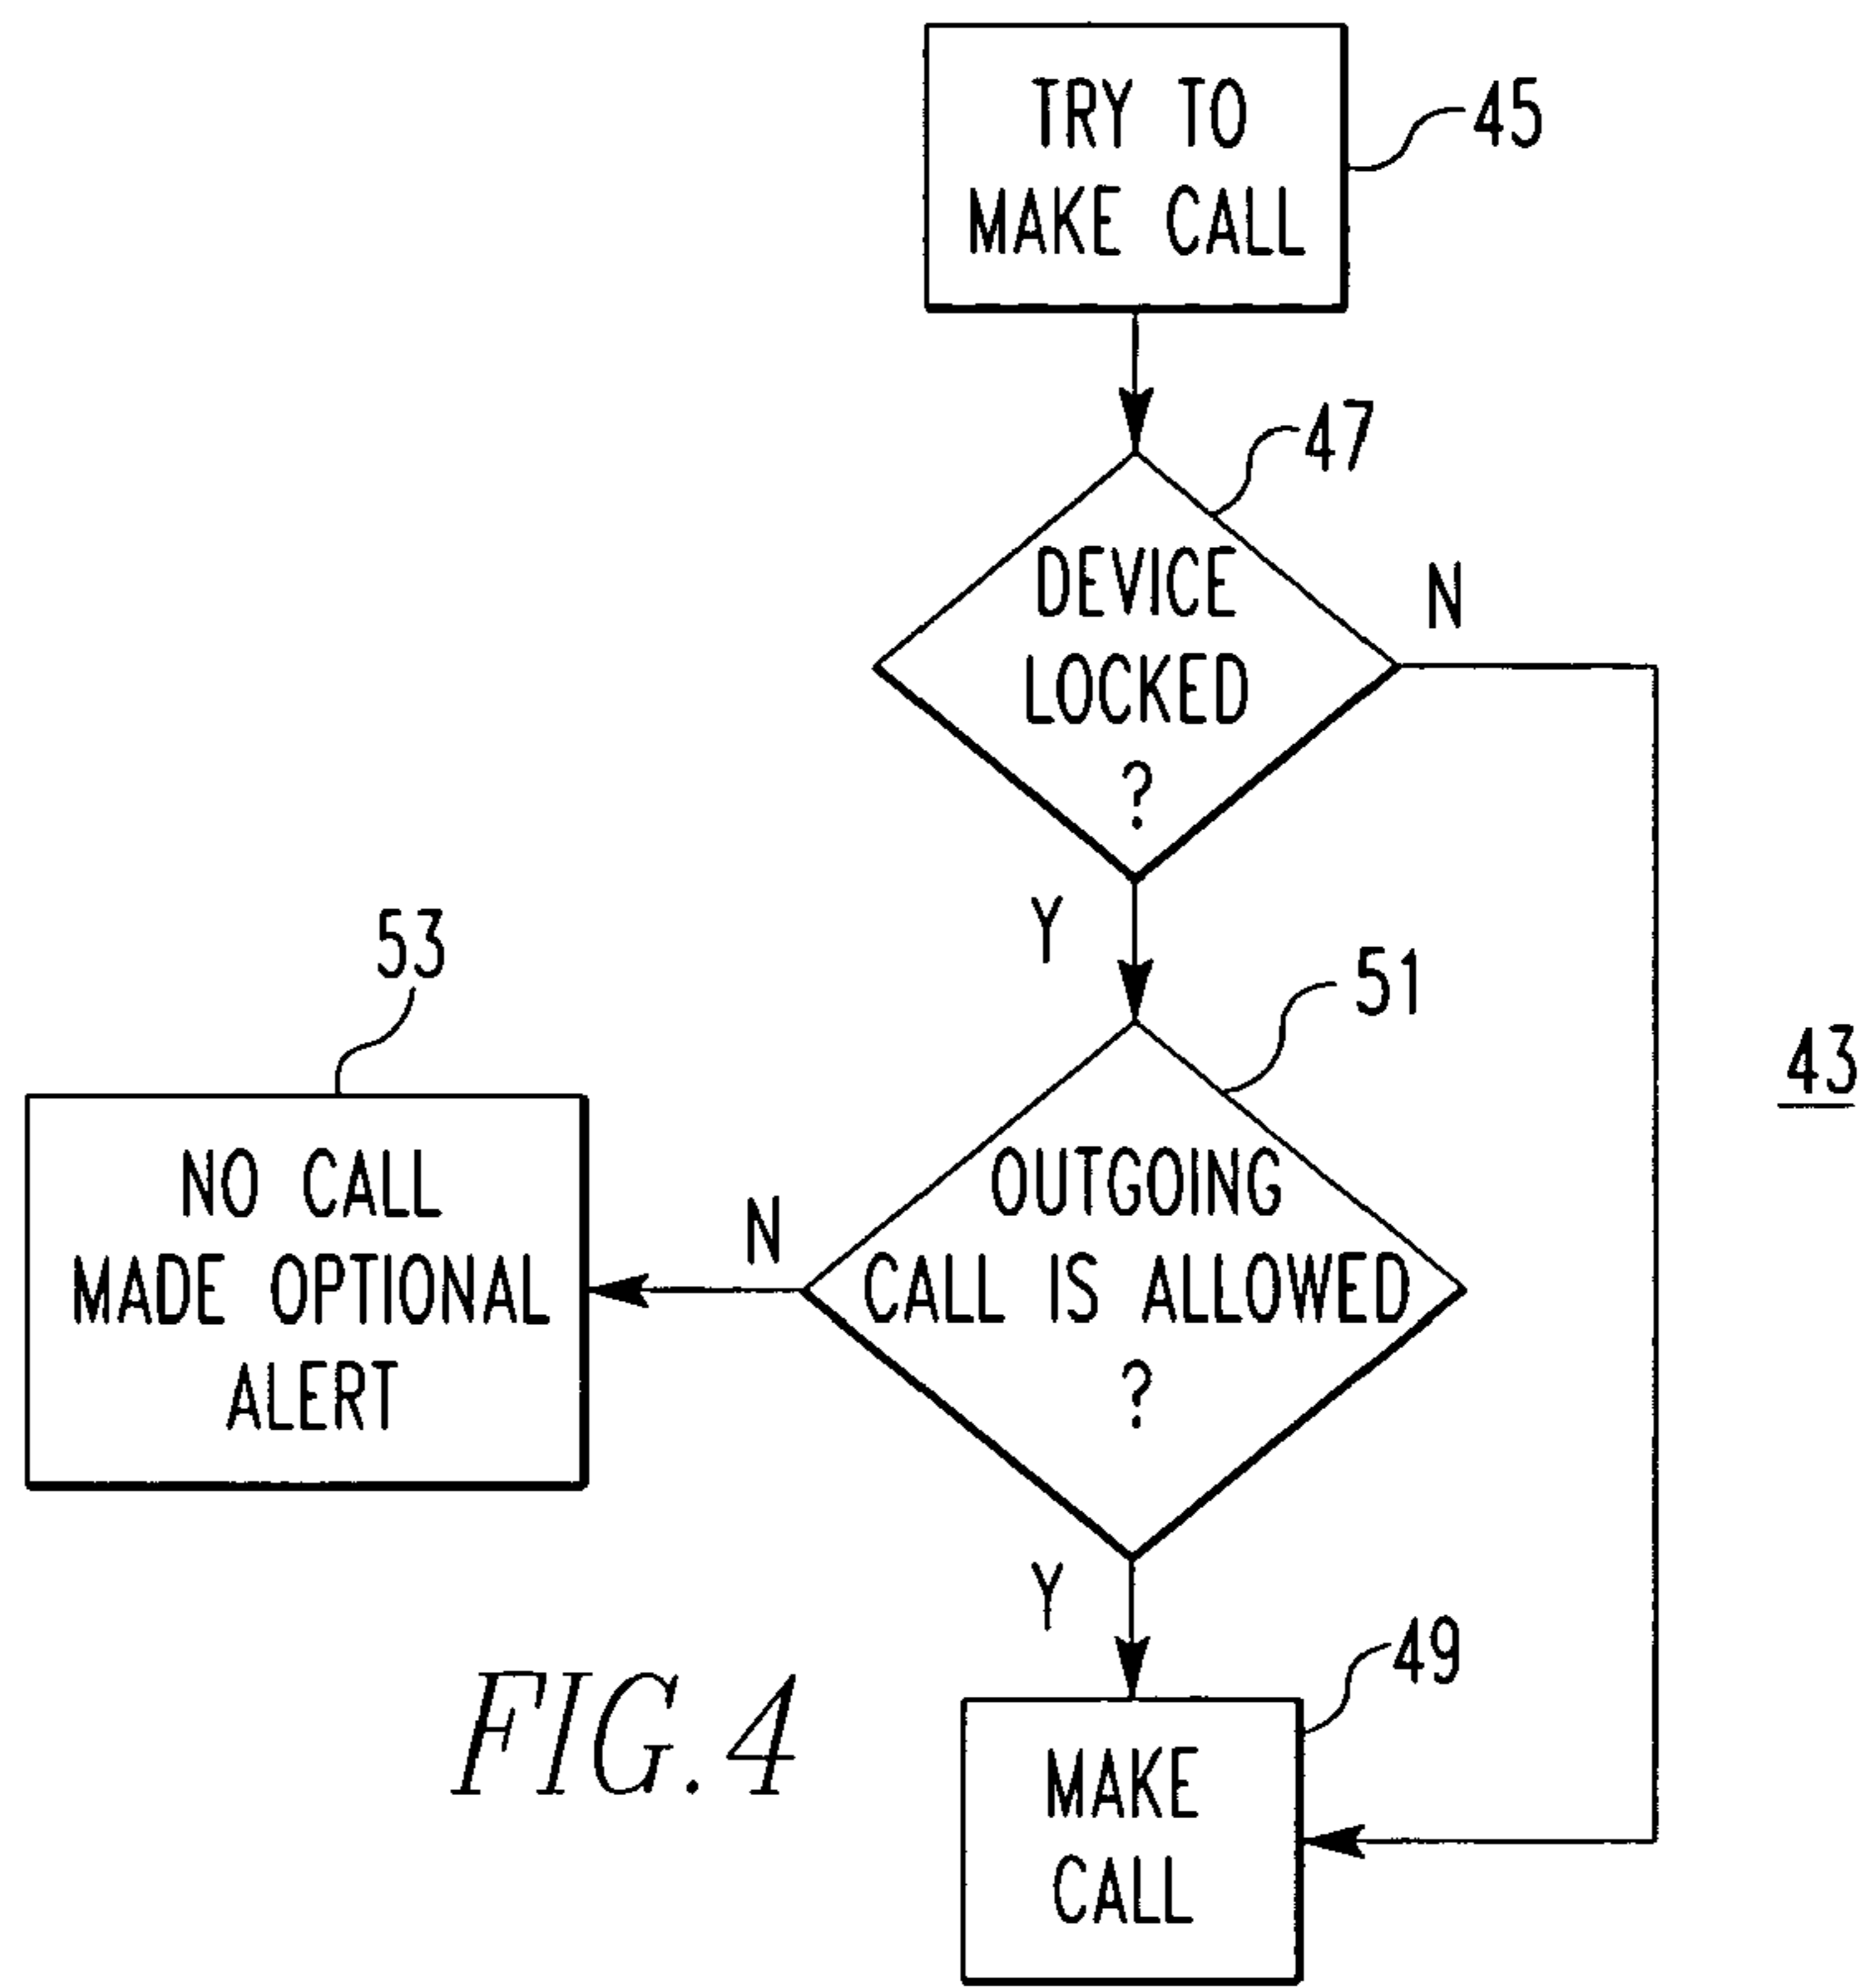 TRY TO
MAKE CALL
45
47
DEVICE
LOCKED
?
N
Y
53
51
43
NO CALL
MADE OPTIONAL
ALERT
N
OUTGOING
CALL IS ALLOWED
?
Y
49
MAKE
CALL
FIG.4